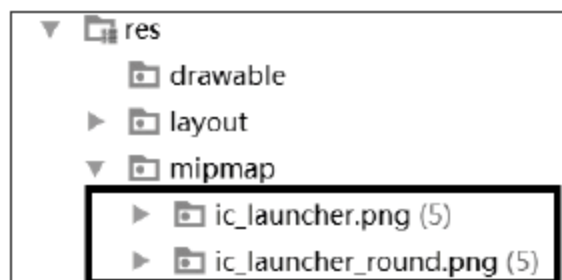 res
drawable
layout
mipmap
ic_launcher.png (5)
ic_launcher_round.png (5)